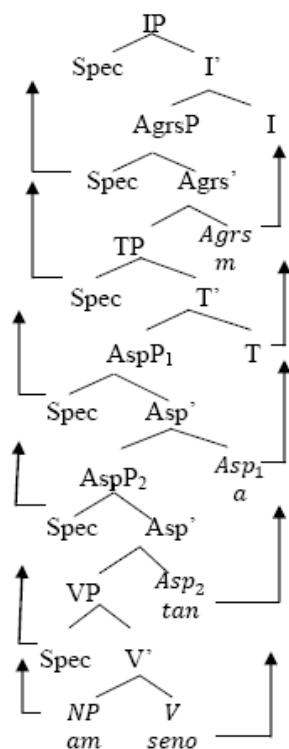 IP
Spec I’
AgrsP I
Spec Agrs’
TP Agrs
m
Spec T’
AspP₁ T
Spec Asp’
AspP₂ Asp₁
a
Spec Asp’
VP Asp₂
tan
Spec V’
NP V
am seno